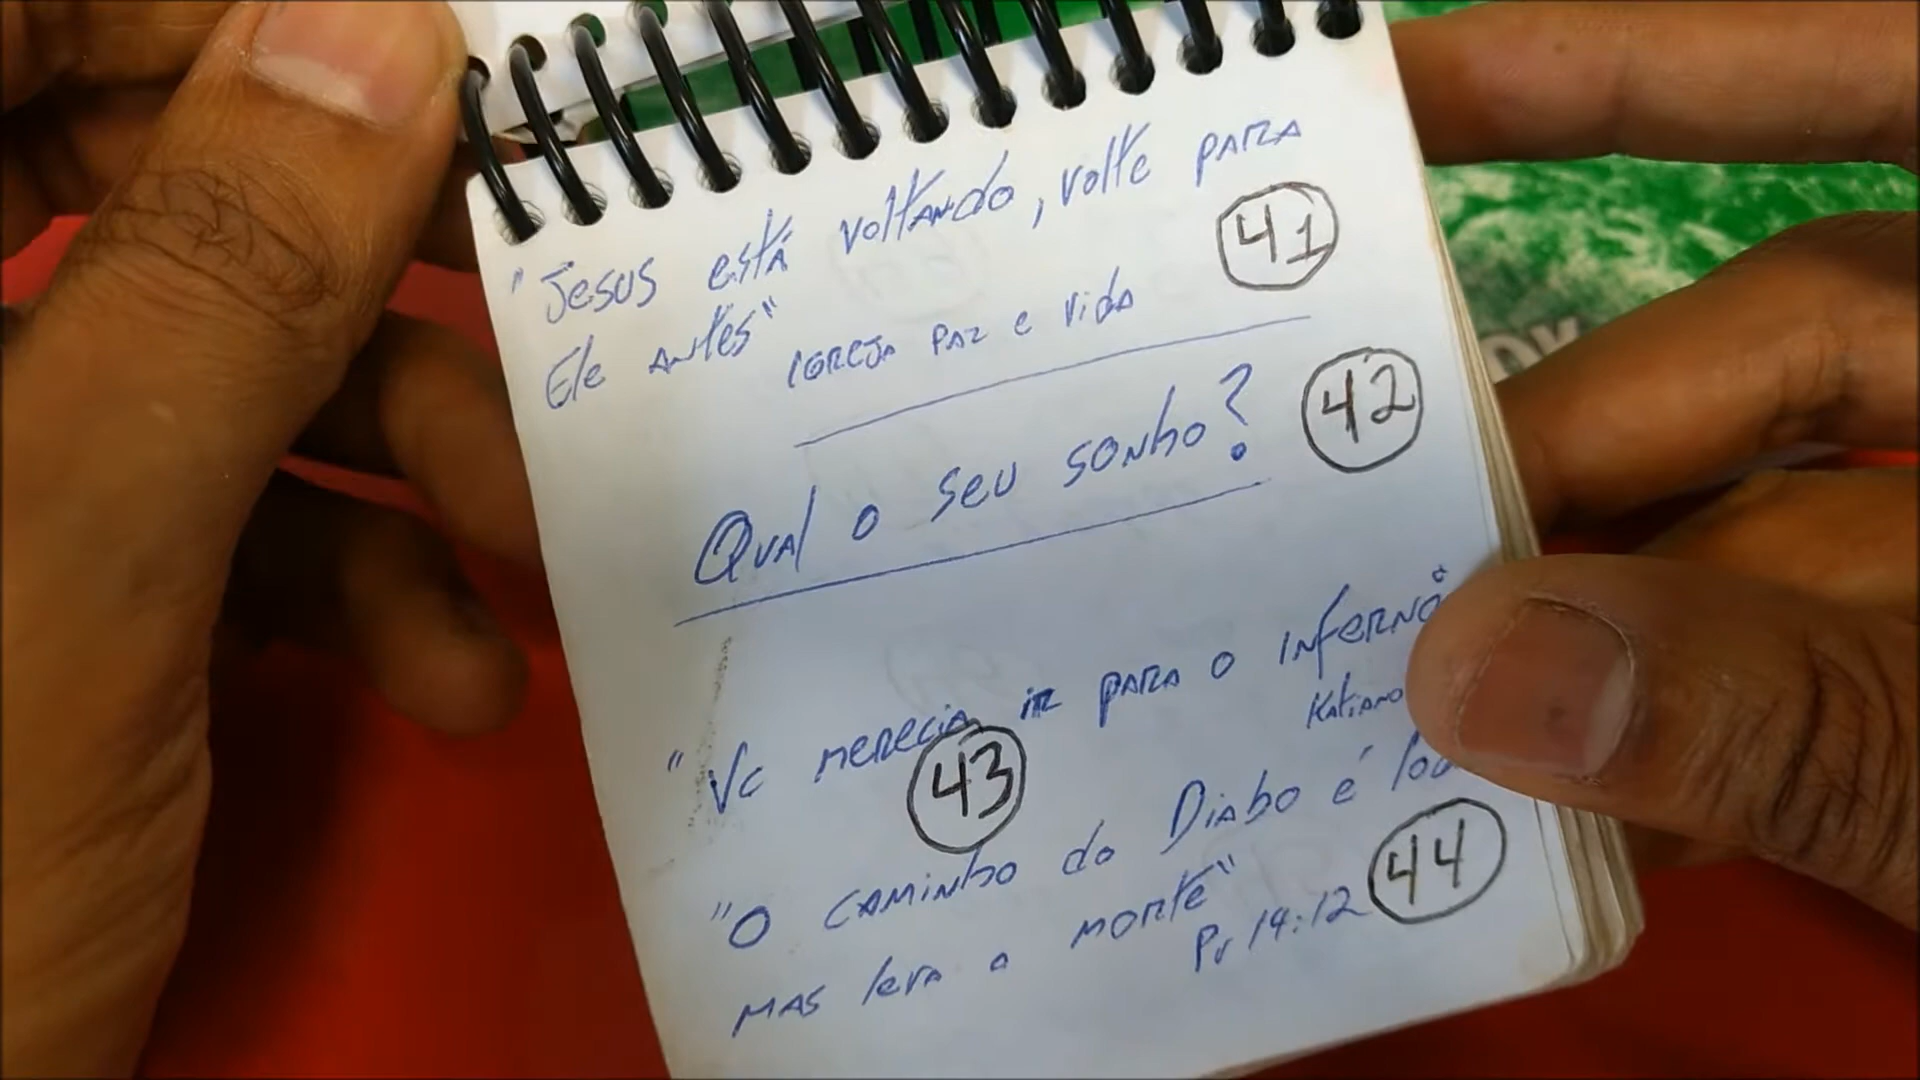 "Jesus está voltando, volte para
Ele antes"
Igreja Paz e Vida
41
Qual o seu sonho?
42
"Vc merecia ir para o inferno"
43
"O caminho do Diabo é
mas leva a morte"
Pv 14:12
44